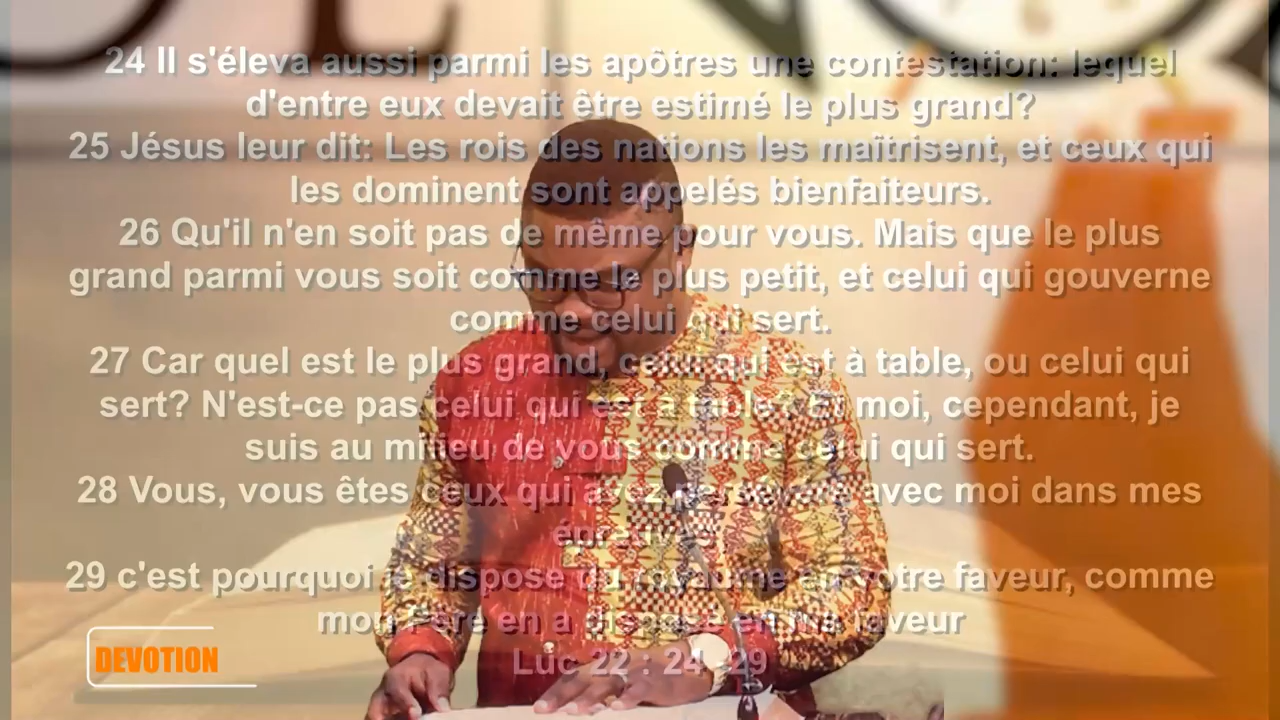 24 Il s'éleva aussi parmi les apôtres une contestation: lequel
d'entre eux devait être estimé le plus grand?
25 Jésus leur dit: Les rois des nations les maîtrisent, et ceux qui
les dominent sont appelés bienfaiteurs.
26 Qu'il n'en soit pas de même pour vous. Mais que le plus
grand parmi vous soit comme le plus petit, et celui qui gouverne
comme celui qui sert.
27 Car quel est le plus grand, celui qui est à table, ou celui qui
sert? N'est-ce pas celui qui est à table? Et moi, cependant, je
suis au milieu de vous comme celui qui sert.
28 Vous, vous êtes ceux qui avez persévéré avec moi dans mes
épreuves;
29 c'est pourquoi je dispose du royaume en votre faveur, comme
mon Père en a disposé en ma faveur
Luc 22 : 24 -29
DEVOTION